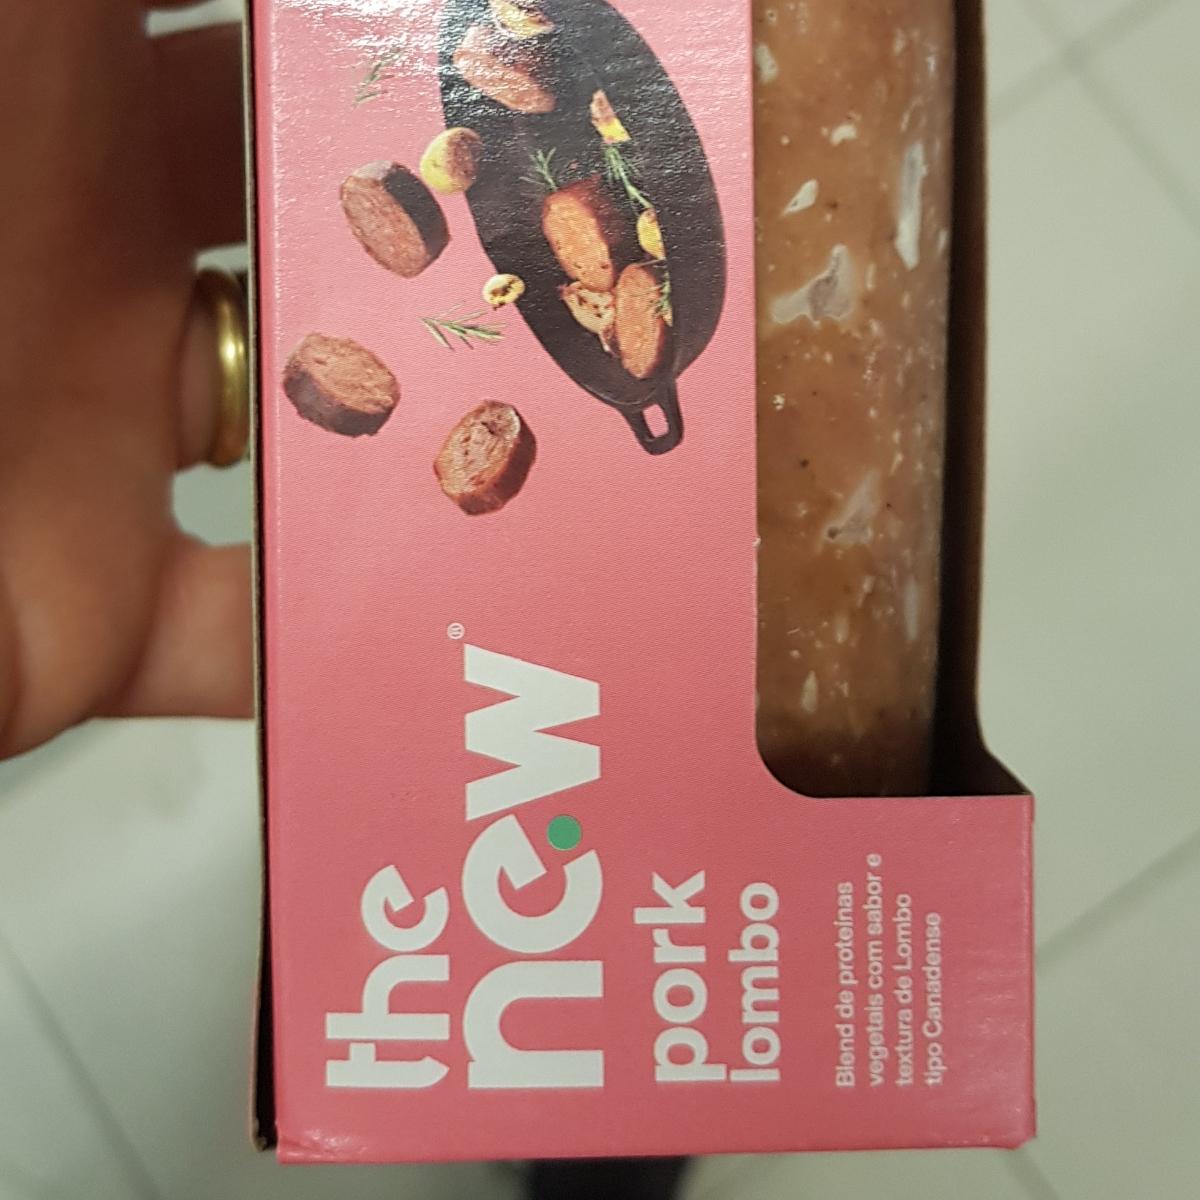 the
new®
pork
lombo
Blend de proteínas
vegetais com sabor e
textura de Lombo
tipo Canadense